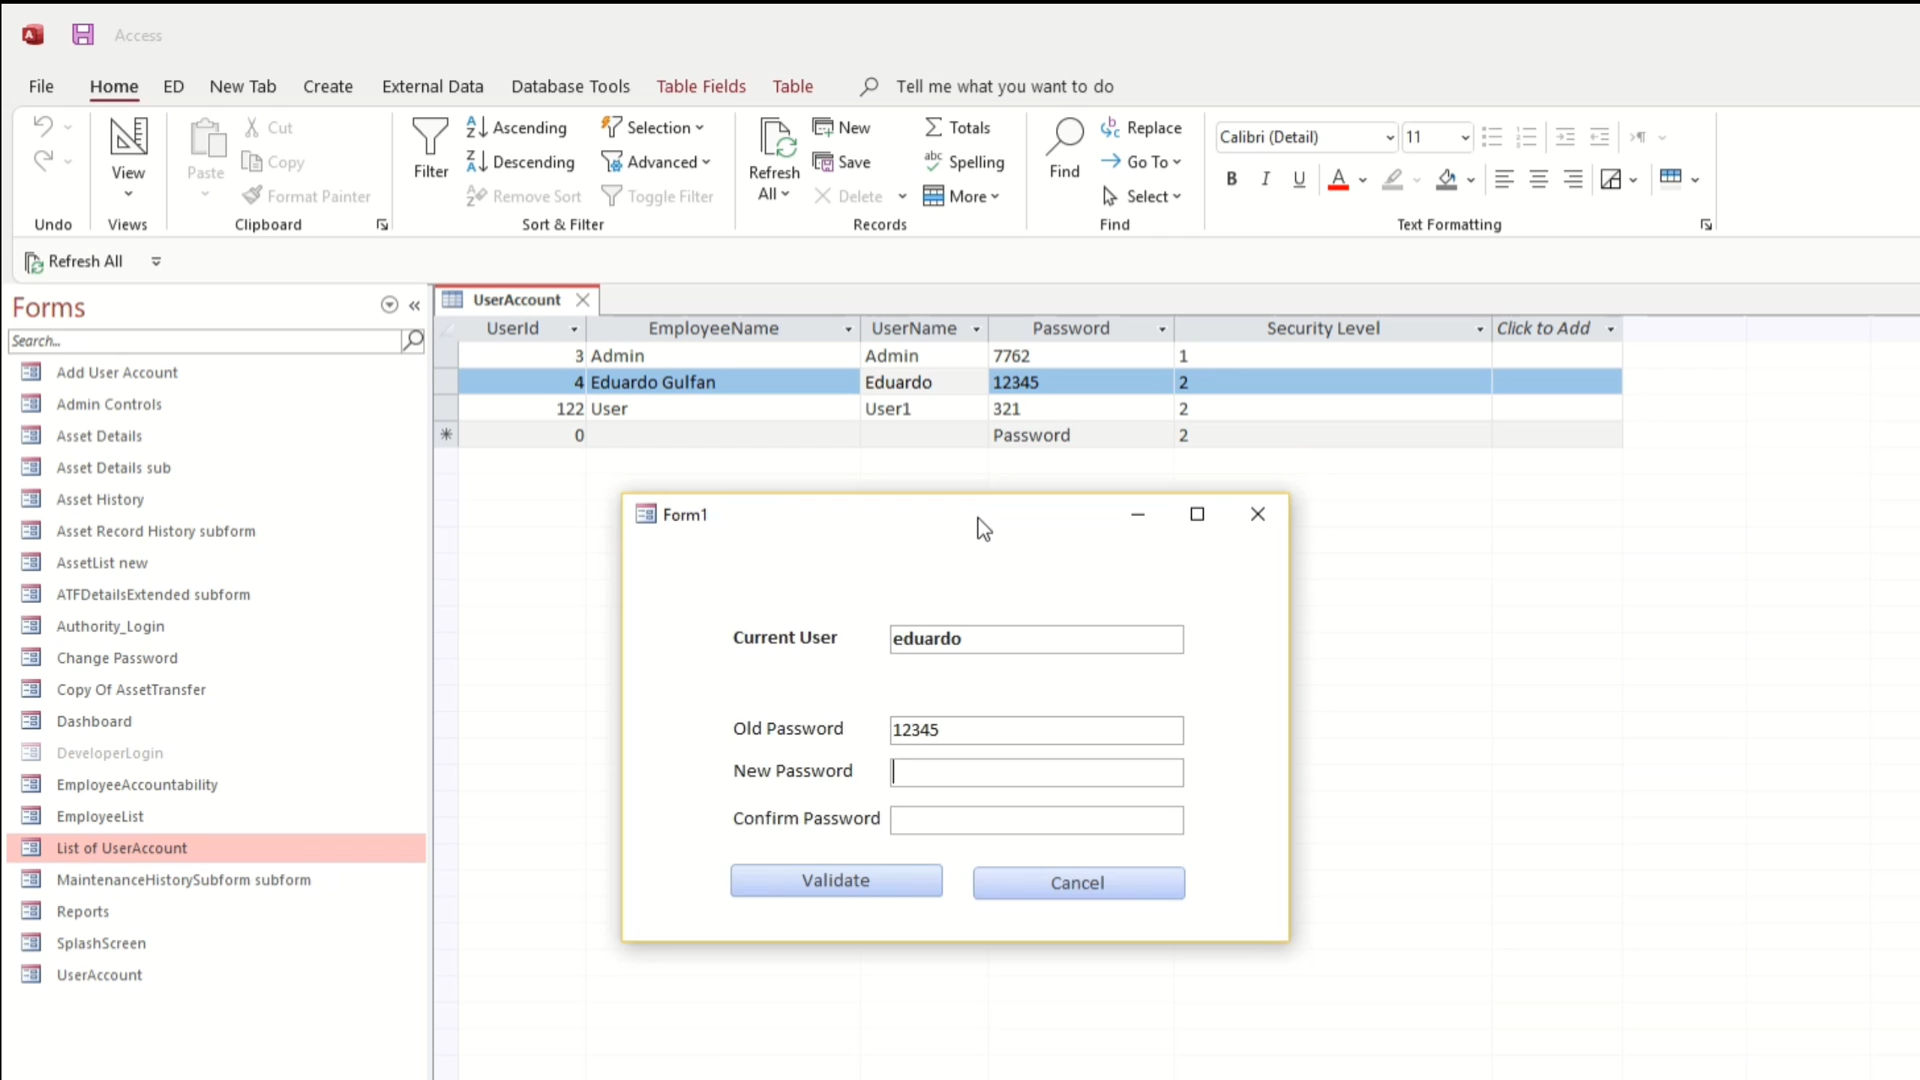 Access
File Home ED New Tab Create External Data Database Tools Table Fields Table Tell me what you want to do
Undo
View
Views
Paste
Cut
Copy
Format Painter
Clipboard
Filter
Ascending
Descending
Remove Sort
Selection
Advanced
Toggle Filter
Sort & Filter
Refresh
All
New
Save
Delete
Totals
Spelling
More
Records
Find
Replace
Go To
Select
Find
Calibri (Detail) 11
B I U A
Text Formatting
Refresh All
Forms
Search...
Add User Account
Admin Controls
Asset Details
Asset Details sub
Asset History
Asset Record History subform
AssetList new
ATFDetailsExtended subform
Authority_Login
Change Password
Copy Of AssetTransfer
Dashboard
DeveloperLogin
EmployeeAccountability
EmployeeList
List of UserAccount
MaintenanceHistorySubform subform
Reports
SplashScreen
UserAccount
UserAccount
UserId EmployeeName UserName Password Security Level Click to Add
3 Admin Admin 7762 1
4 Eduardo Gulfan Eduardo 12345 2
122 User User1 321 2
0 Password 2
Form1
Current User eduardo
Old Password 12345
New Password
Confirm Password
Validate Cancel